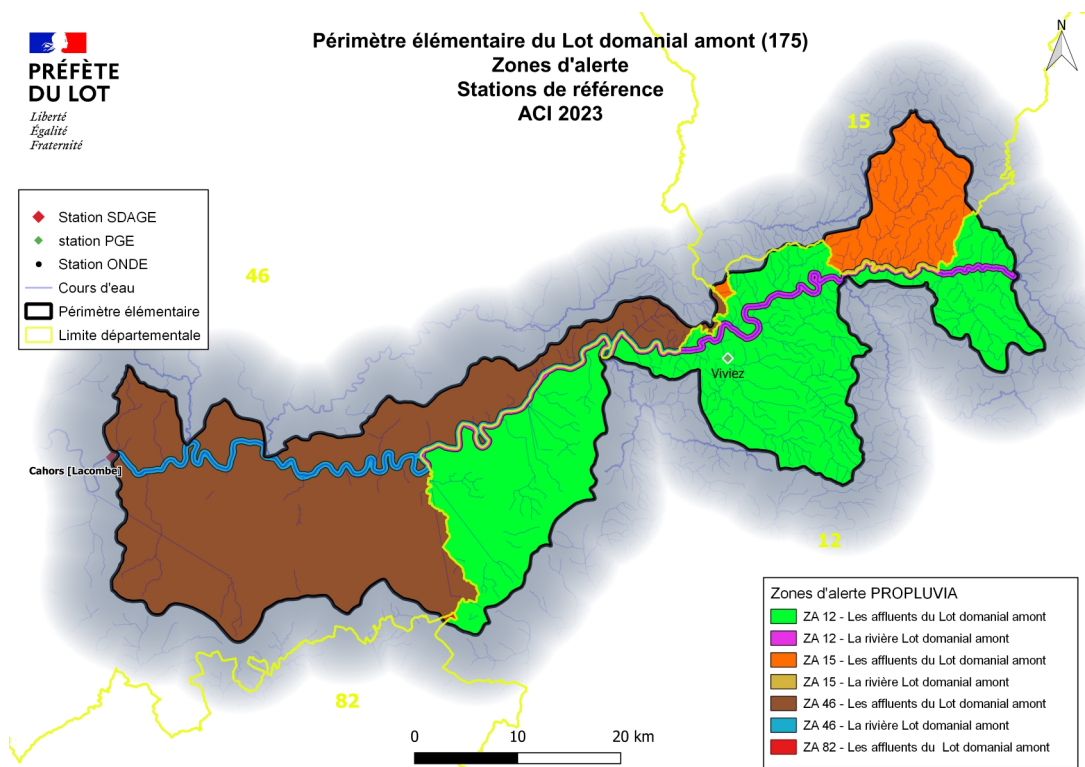 PRÉFÈTE
DU LOT
Liberté
Égalité
Fraternité
Périmètre élémentaire du Lot domanial amont (175)
Zones d'alerte
Stations de référence
ACI 2023
N
15
Station SDAGE
station PGE
Station ONDE
Cours d'eau
Périmètre élémentaire
Limite départementale
46
Viviez
Cahors [Lacombe]
12
82
0 10 20 km
Zones d'alerte PROPLUVIA
ZA 12 - Les affluents du Lot domanial amont
ZA 12 - La rivière Lot domanial amont
ZA 15 - Les affluents du Lot domanial amont
ZA 15 - La rivière Lot domanial amont
ZA 46 - Les affluents du Lot domanial amont
ZA 46 - La rivière Lot domanial amont
ZA 82 - Les affluents du Lot domanial amont